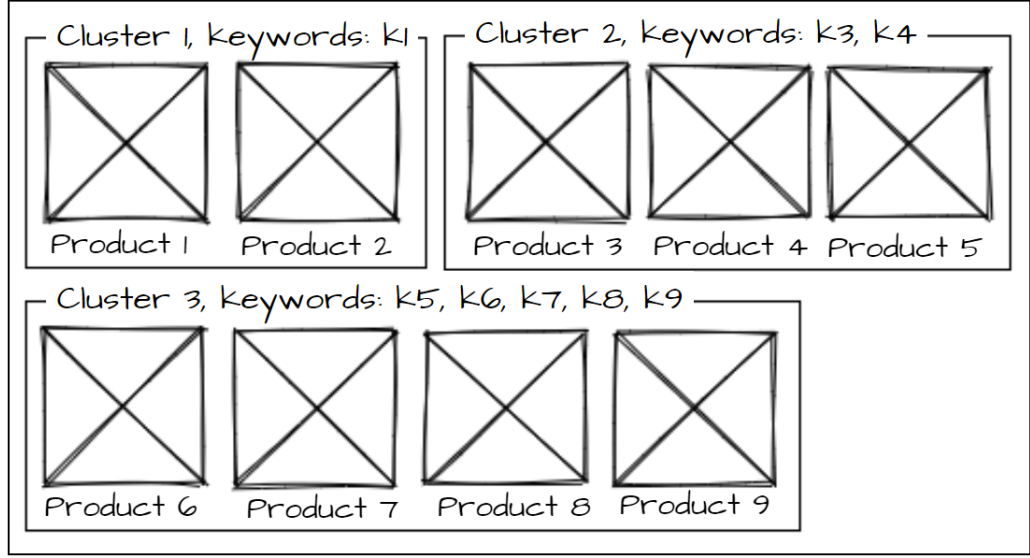 Cluster 1, keywords: k1
Product 1
Product 2
Cluster 2, keywords: k3, k4
Product 3
Product 4
Product 5
Cluster 3, keywords: k5, k6, k7, k8, k9
Product 6
Product 7
Product 8
Product 9